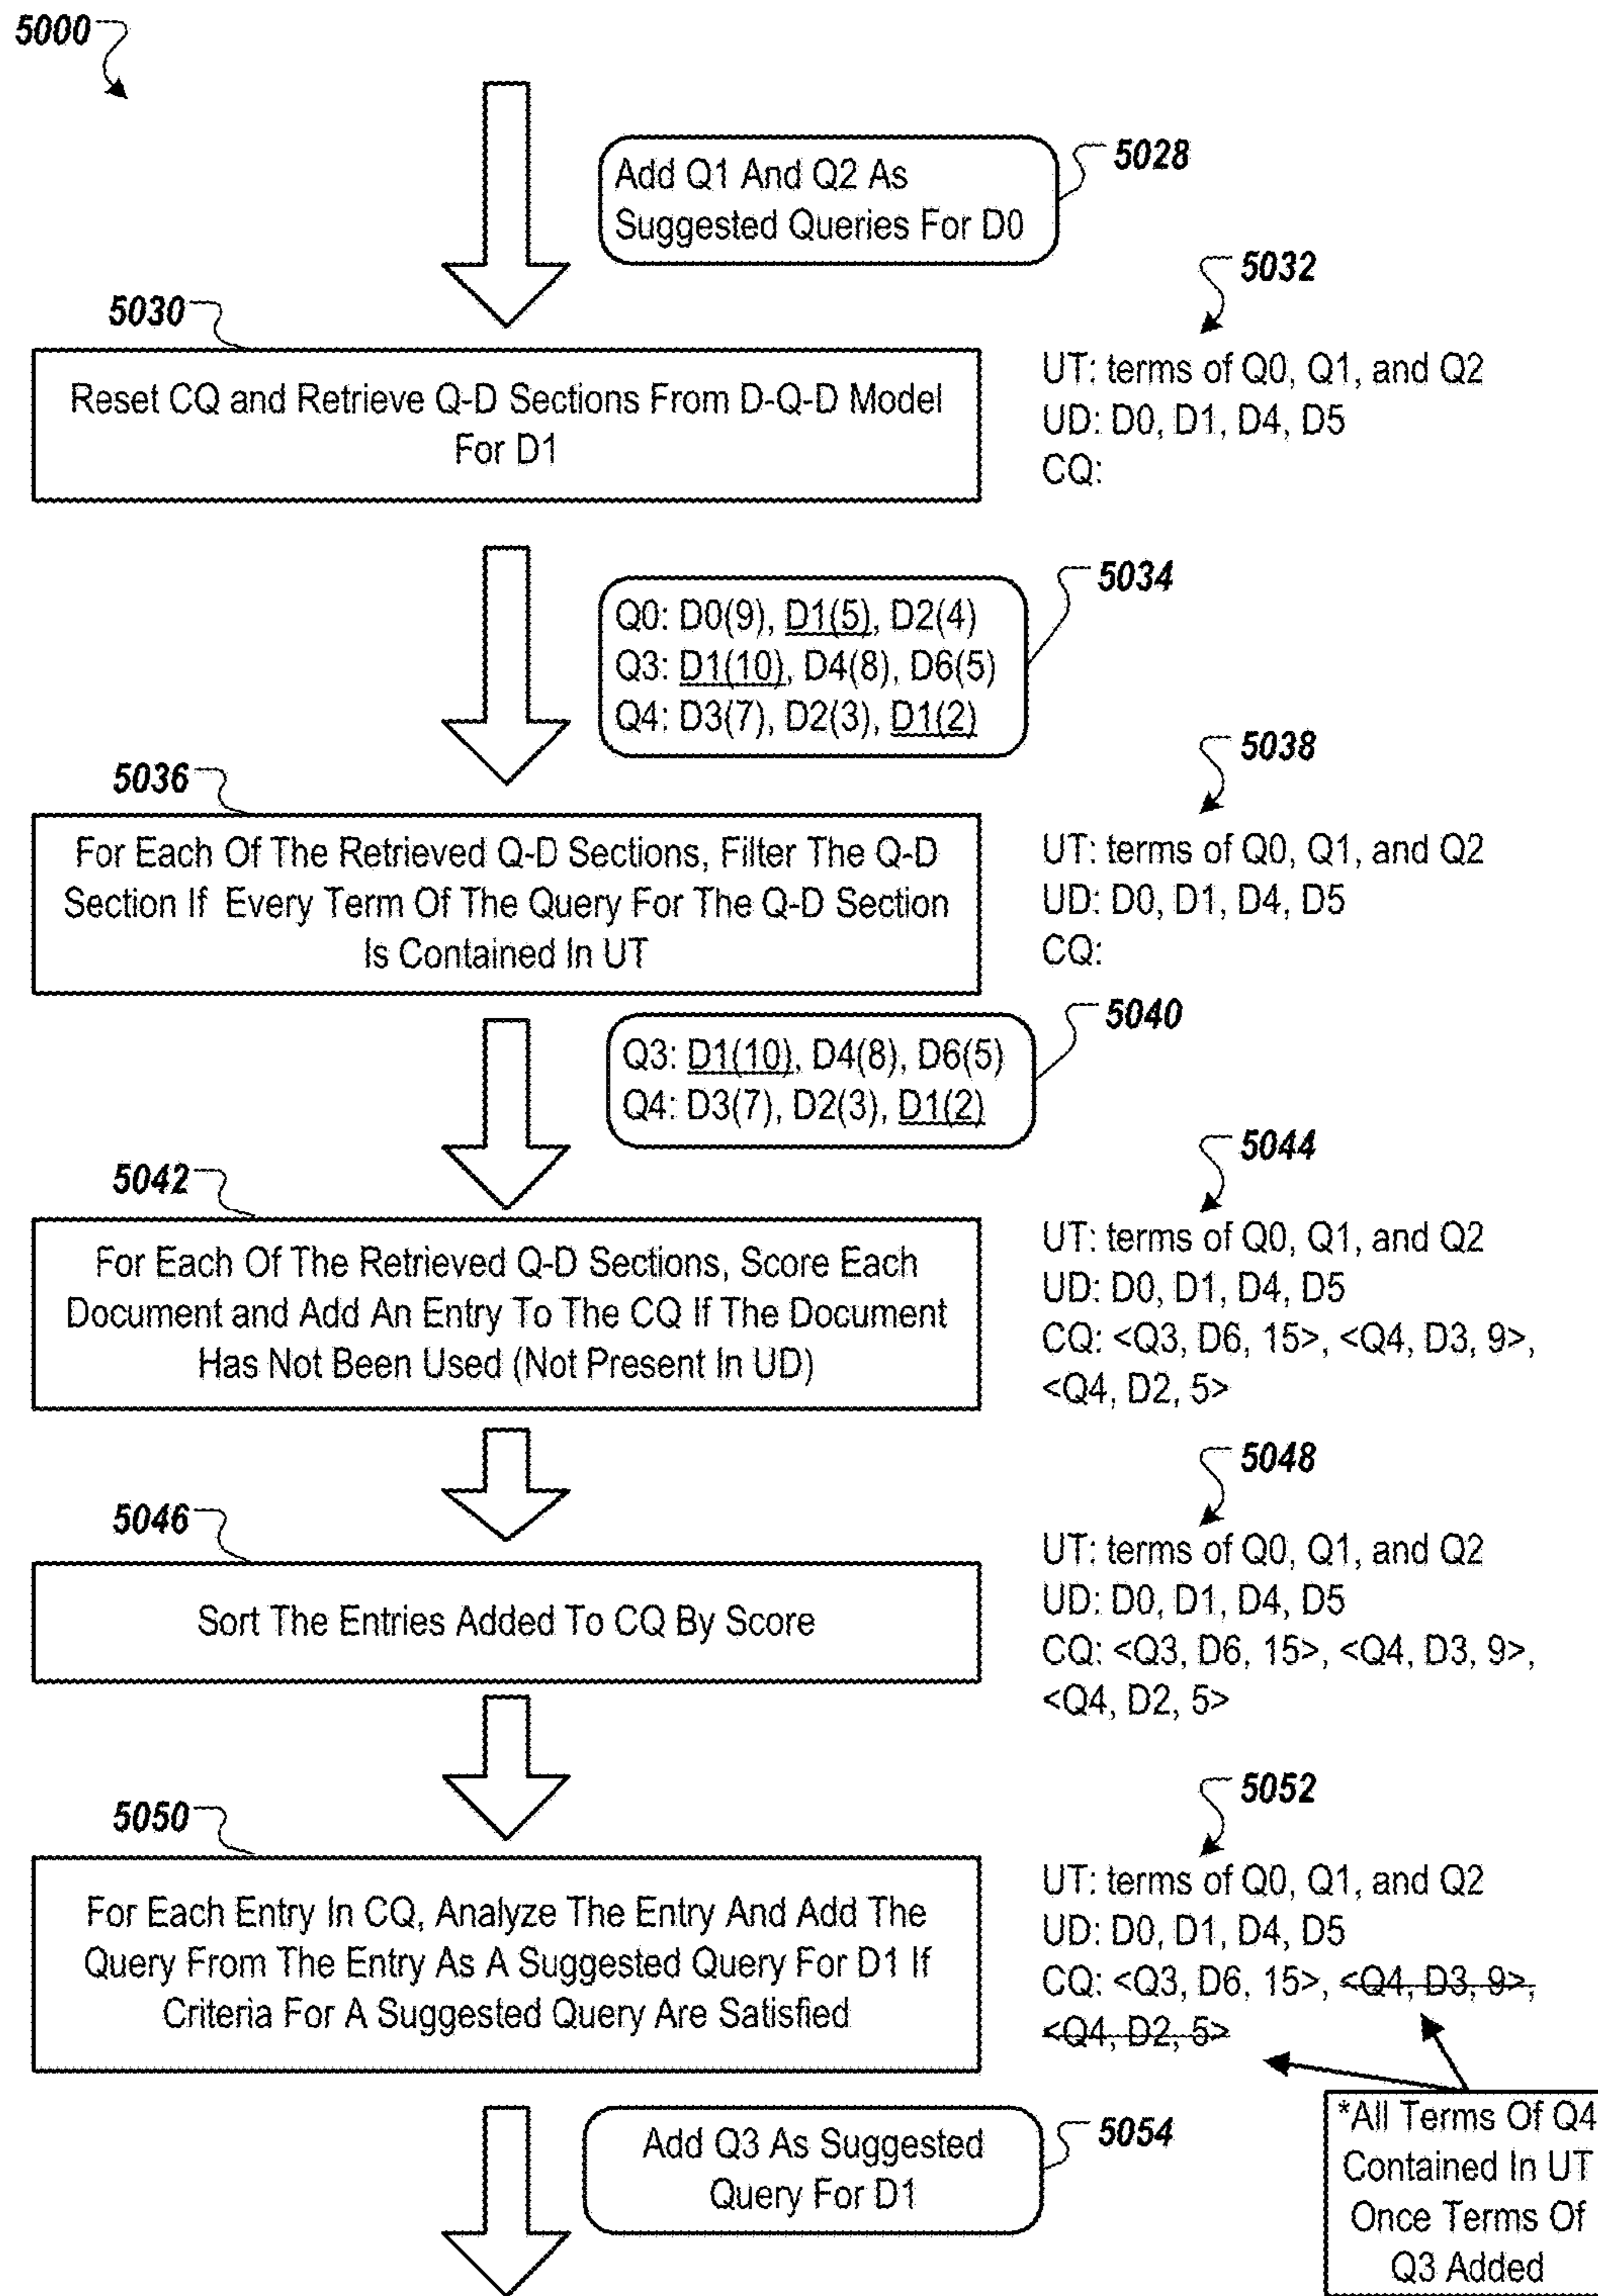 5000
Add Q1 And Q2 As
Suggested Queries For D0
5028
5032
5030
Reset CQ and Retrieve Q-D Sections From D-Q-D Model
For D1
UT: terms of Q0, Q1, and Q2
UD: D0, D1, D4, D5
CQ:
5034
Q0: D0(9), D1(5), D2(4)
Q3: D1(10), D4(8), D6(5)
Q4: D3(7), D2(3), D1(2)
5038
5036
For Each Of The Retrieved Q-D Sections, Filter The Q-D
Section If Every Term Of The Query For The Q-D Section
Is Contained In UT
UT: terms of Q0, Q1, and Q2
UD: D0, D1, D4, D5
CQ:
5040
Q3: D1(10), D4(8), D6(5)
Q4: D3(7), D2(3), D1(2)
5044
5042
For Each Of The Retrieved Q-D Sections, Score Each
Document and Add An Entry To The CQ If The Document
Has Not Been Used (Not Present In UD)
UT: terms of Q0, Q1, and Q2
UD: D0, D1, D4, D5
CQ: <Q3, D6, 15>, <Q4, D3, 9>,
<Q4, D2, 5>
5048
5046
Sort The Entries Added To CQ By Score
UT: terms of Q0, Q1, and Q2
UD: D0, D1, D4, D5
CQ: <Q3, D6, 15>, <Q4, D3, 9>,
<Q4, D2, 5>
5052
5050
For Each Entry In CQ, Analyze The Entry And Add The
Query From The Entry As A Suggested Query For D1 If
Criteria For A Suggested Query Are Satisfied
UT: terms of Q0, Q1, and Q2
UD: D0, D1, D4, D5
CQ: <Q3, D6, 15>, <Q4, D3, 9>,
<Q4, D2, 5>
Add Q3 As Suggested
Query For D1
5054
*All Terms Of Q4
Contained In UT
Once Terms Of
Q3 Added